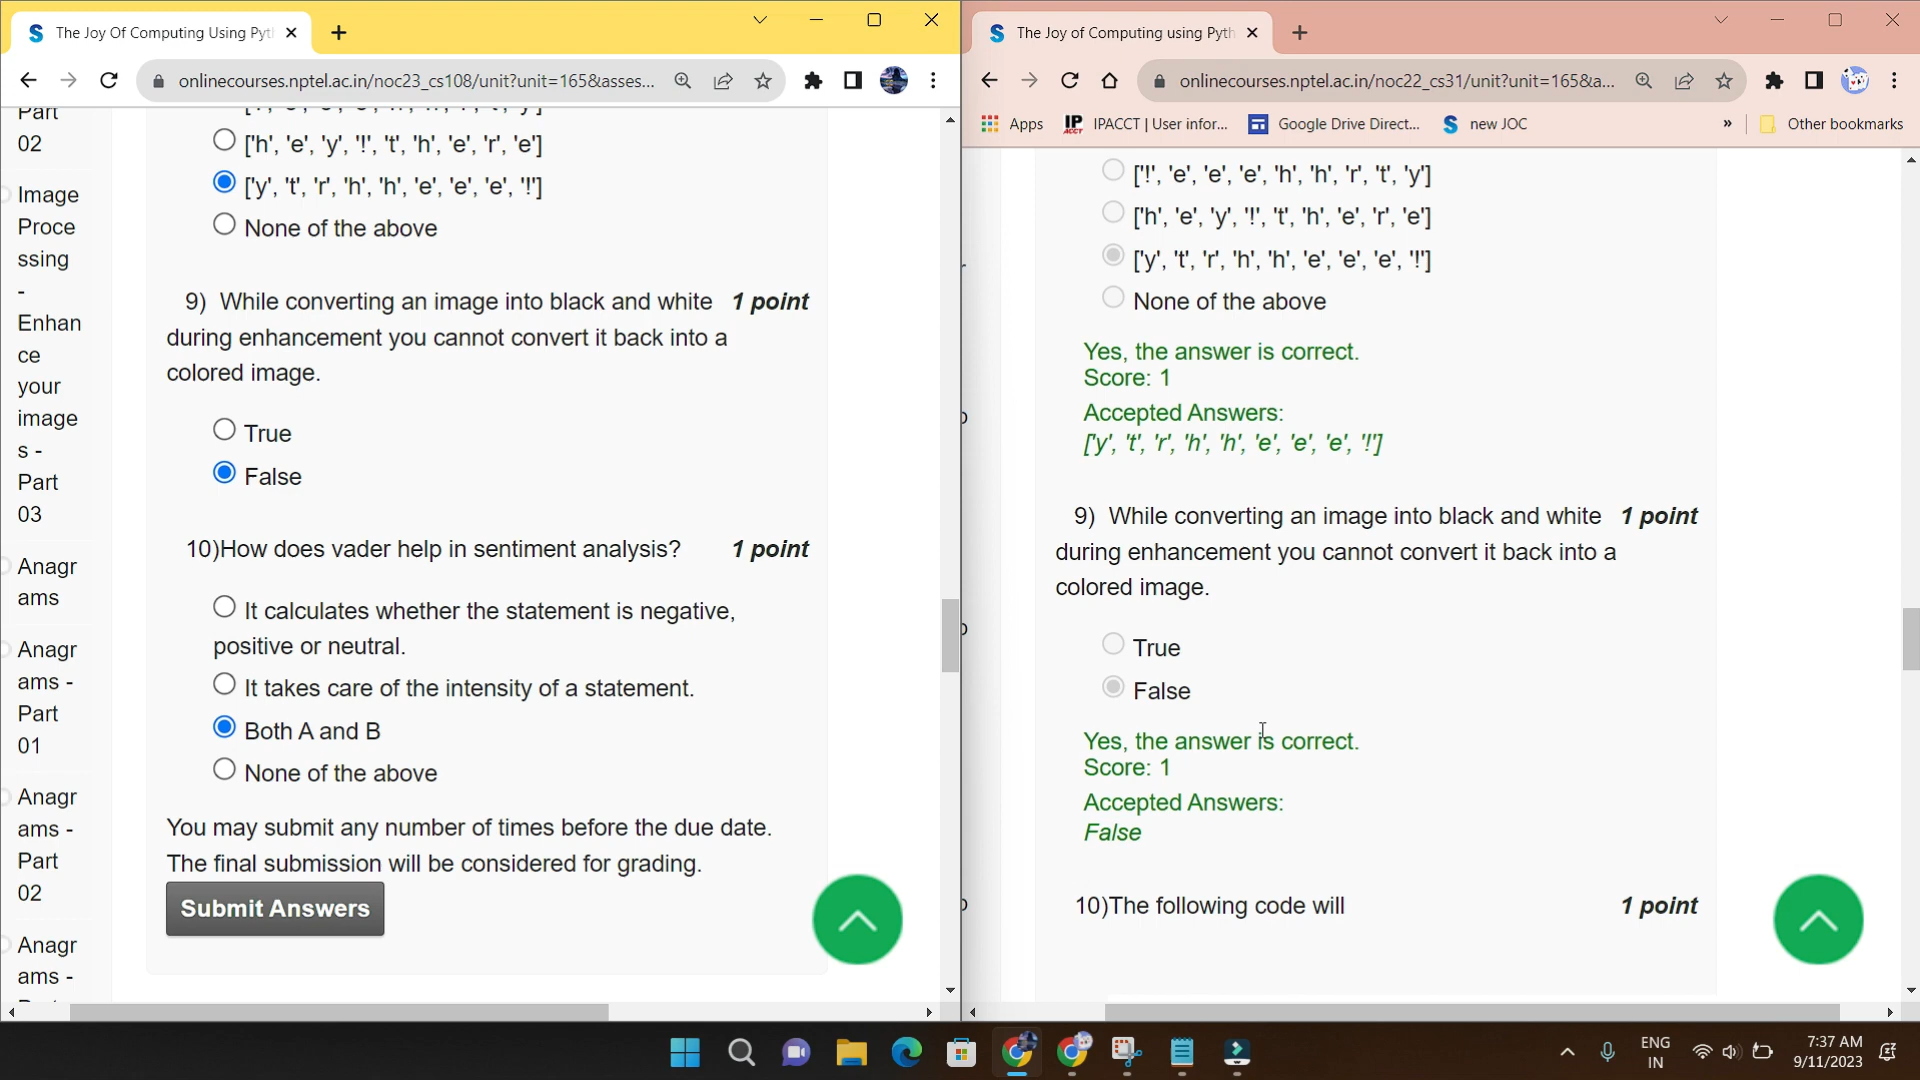 The Joy Of Computing Using Pyt
onlinecourses.nptel.ac.in/noc23_cs108/unit?unit=165&asses...
Part
02
Image
Proce
ssing
-
Enhan
ce
your
image
s -
Part
03
Anagr
ams
Anagr
ams -
Part
01
Anagr
ams -
Part
02
Anagr
ams -
['h', 'e', 'y', '!', 't', 'h', 'e', 'r', 'e']
['y', 't', 'r', 'h', 'h', 'e', 'e', 'e', '!']
None of the above
9) While converting an image into black and white 1 point
during enhancement you cannot convert it back into a
colored image.
True
False
10)How does vader help in sentiment analysis? 1 point
It calculates whether the statement is negative,
positive or neutral.
It takes care of the intensity of a statement.
Both A and B
None of the above
You may submit any number of times before the due date.
The final submission will be considered for grading.
Submit Answers
The Joy of Computing using Pyth
onlinecourses.nptel.ac.in/noc22_cs31/unit?unit=165&a...
Apps IPACCT | User infor... Google Drive Direct... new JOC » Other bookmarks
['!', 'e', 'e', 'e', 'h', 'h', 'r', 't', 'y']
['h', 'e', 'y', '!', 't', 'h', 'e', 'r', 'e']
['y', 't', 'r', 'h', 'h', 'e', 'e', 'e', '!']
None of the above
Yes, the answer is correct.
Score: 1
Accepted Answers:
['y', 't', 'r', 'h', 'h', 'e', 'e', 'e', '!']
9) While converting an image into black and white 1 point
during enhancement you cannot convert it back into a
colored image.
True
False
Yes, the answer is correct.
Score: 1
Accepted Answers:
False
10)The following code will 1 point
ENG
IN
7:37 AM
9/11/2023